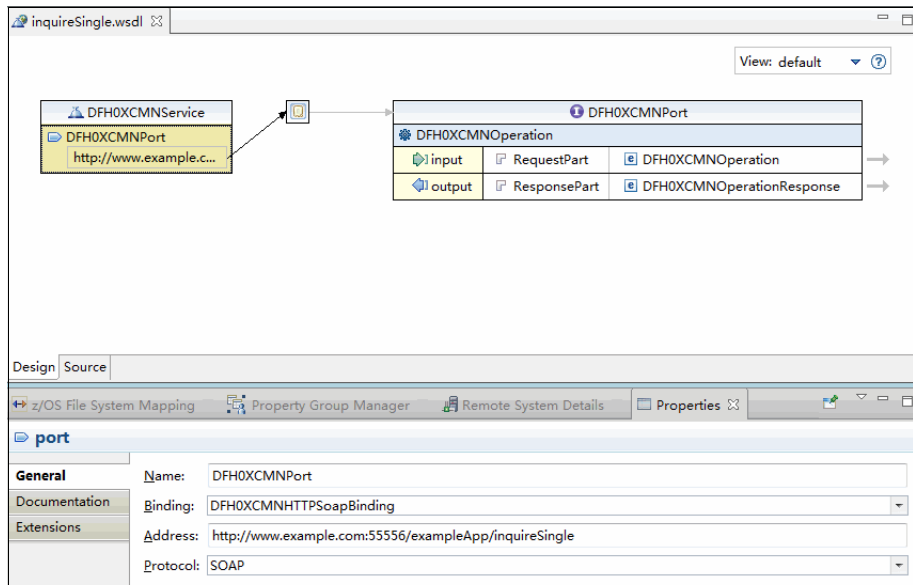 inquireSingle.wsdl
View: default
DFH0XCMNService
DFH0XCMNPort
http://www.example.c...
DFH0XCMNPort
DFH0XCMNOperation
input RequestPart DFH0XCMNOperation
output ResponsePart DFH0XCMNOperationResponse
Design Source
z/OS File System Mapping Property Group Manager Remote System Details Properties
port
General
Documentation
Extensions
Name: DFH0XCMNPort
Binding: DFH0XCMNHTTPSoapBinding
Address: http://www.example.com:55556/exampleApp/inquireSingle
Protocol: SOAP